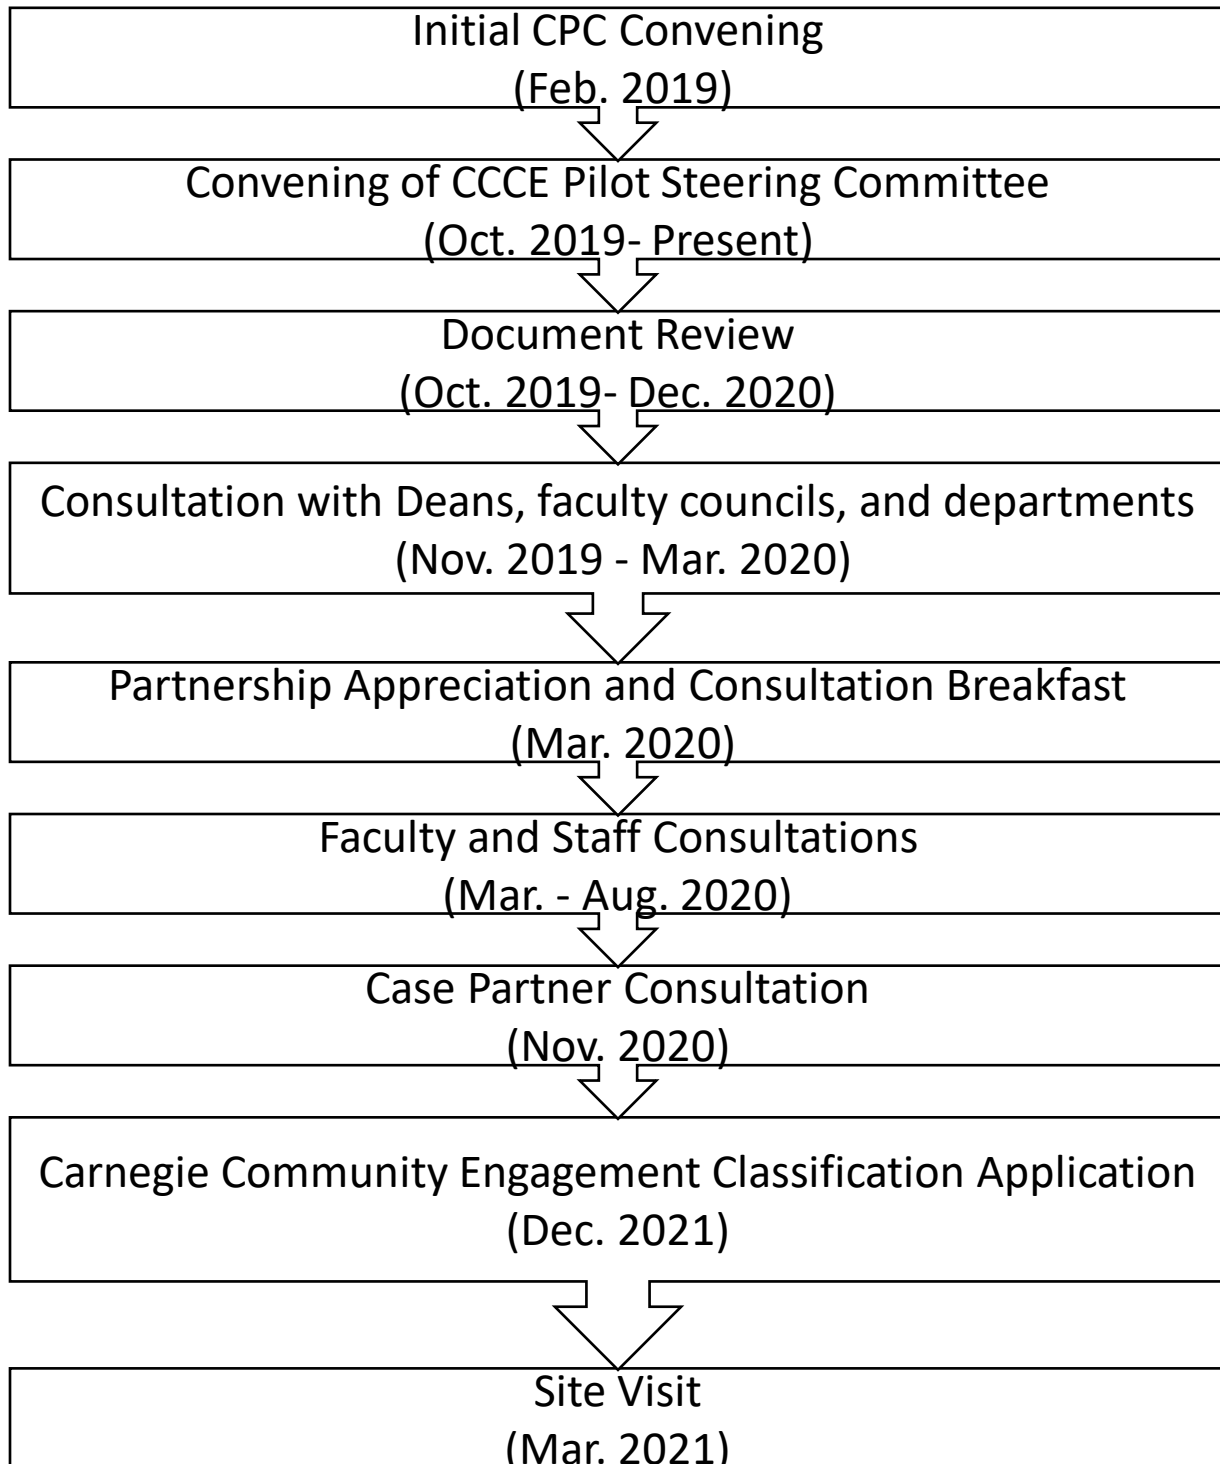 Initial CPC Convening
(Feb. 2019)
Convening of CCCE Pilot Steering Committee
(Oct. 2019- Present)
Document Review
(Oct. 2019- Dec. 2020)
Consultation with Deans, faculty councils, and departments
(Nov. 2019 - Mar. 2020)
Partnership Appreciation and Consultation Breakfast
(Mar. 2020)
Faculty and Staff Consultations
(Mar. - Aug. 2020)
Case Partner Consultation
(Nov. 2020)
Carnegie Community Engagement Classification Application
(Dec. 2021)
Site Visit
(Mar. 2021)